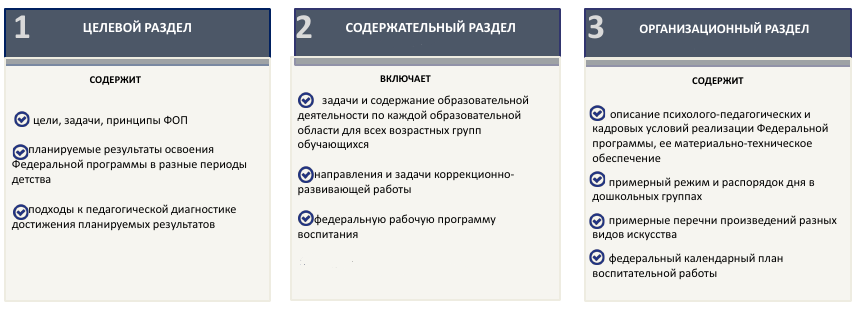 1
ЦЕЛЕВОЙ РАЗДЕЛ
СОДЕРЖИТ
цели, задачи, принципы ФОП
планируемые результаты освоения
Федеральной программы в разные периоды
детства
подходы к педагогической диагностике
достижения планируемых результатов
2
СОДЕРЖАТЕЛЬНЫЙ РАЗДЕЛ
ВКЛЮЧАЕТ
задачи и содержание образовательной
деятельности по каждой образовательной
области для всех возрастных групп
обучающихся
направления и задачи коррекционно-
развивающей работы
федеральную рабочую программу
воспитания
3
ОРГАНИЗАЦИОННЫЙ РАЗДЕЛ
СОДЕРЖИТ
описание психолого-педагогических и
кадровых условий реализации Федеральной
программы, ее материально-техническое
обеспечение
примерный режим и распорядок дня в
дошкольных группах
примерные перечни произведений разных
видов искусства
федеральный календарный план
воспитательной работы